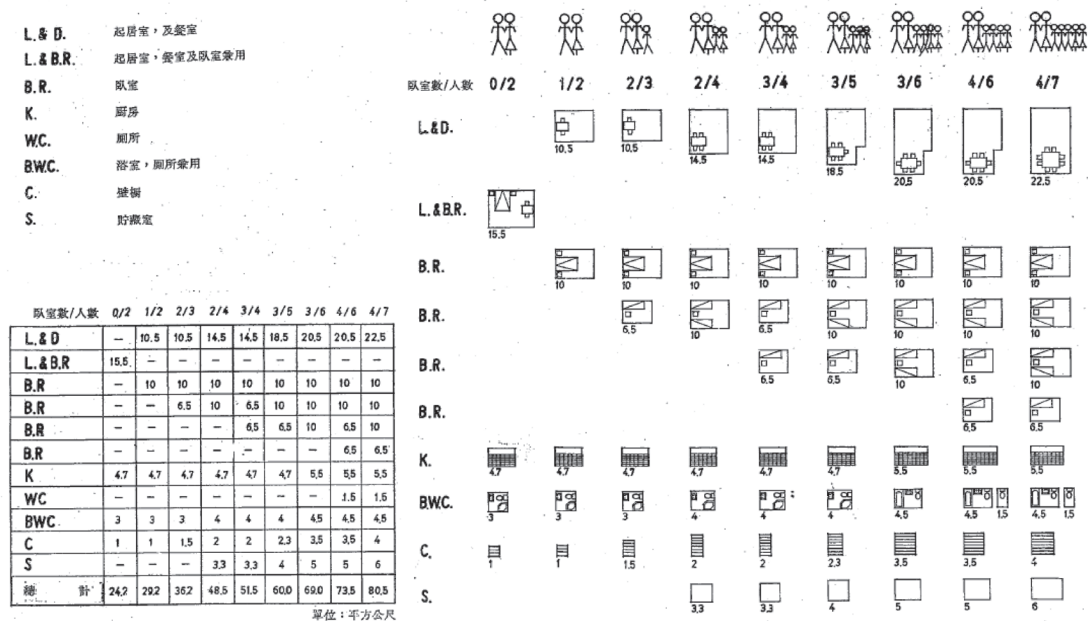 L.& D. 起居室，及餐室
L.& B.R. 起居室，餐室及臥室兼用
B.R. 臥室
K. 厨房
W.C. 厠所
B.W.C. 浴室，厠所兼用
C. 壁櫥
S. 貯藏室
臥室數/人數 0/2 1/2 2/3 2/4 3/4 3/5 3/6 4/6 4/7
L.& D — 10.5 10.5 14.5 14.5 18.5 20.5 20.5 22.5
L.& B.R 15.5 — — — — — — — —
B.R — 10 10 10 10 10 10 10 10
B.R — — 6.5 10 6.5 10 10 10 10
B.R — — — — 6.5 6.5 10 6.5 10
B.R — — — — — — — 6.5 6.5
K 4.7 4.7 4.7 4.7 4.7 4.7 5.5 5.5 5.5
WC — — — — — — — 1.5 1.5
BWC 3 3 3 4 4 4 4.5 4.5 4.5
C 1 1 1.5 2 2 2.3 3.5 3.5 4
S — — — 3.3 3.3 4 5 5 6
總計 24.2 29.2 36.2 48.5 51.5 60.0 69.0 73.5 80.5
單位：平方公尺
臥室數/人數 0/2 1/2 2/3 2/4 3/4 3/5 3/6 4/6 4/7
L.&D. 10.5 10.5 14.5 14.5 18.5 20.5 20.5 22.5
L.&B.R. 15.5
B.R. 10 10 10 10 10 10 10 10
B.R. 6.5 10 6.5 10 10 10 10
B.R. 6.5 6.5 10 6.5 10
B.R. 6.5 6.5
K. 4.7 4.7 4.7 4.7 4.7 4.7 5.5 5.5 5.5
B.W.C. 3 3 3 4 4 4 4.5 4.5 1.5 4.5 1.5
C. 1 1 1.5 2 2 2.3 3.5 3.5 4
S. 3.3 3.3 4 5 5 6